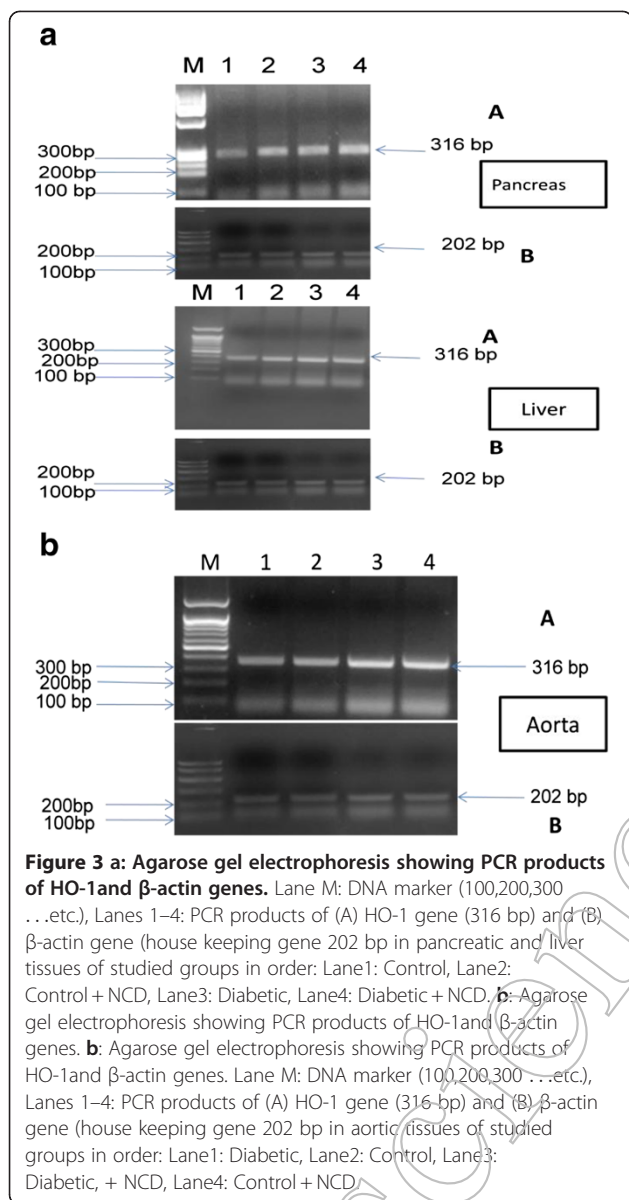 a
M 1 2 3 4
A
300bp
316 bp
200bp
100 bp
Pancreas
202 bp
200bp
B
100bp
M 1 2 3 4
A
300bp
316 bp
200bp
100 bp
Liver
B
200bp
202 bp
100bp
b
M 1 2 3 4
A
300 bp
316 bp
200bp
100 bp
Aorta
202 bp
200bp
B
100bp
Figure 3 a: Agarose gel electrophoresis showing PCR products
of HO-1and β-actin genes. Lane M: DNA marker (100,200,300
...etc.), Lanes 1–4: PCR products of (A) HO-1 gene (316 bp) and (B)
β-actin gene (house keeping gene 202 bp in pancreatic and liver
tissues of studied groups in order: Lane1: Control, Lane2:
Control + NCD, Lane3: Diabetic, Lane4: Diabetic + NCD. b: Agarose
gel electrophoresis showing PCR products of HO-1and β-actin
genes. b: Agarose gel electrophoresis showing PCR products of
HO-1and β-actin genes. Lane M: DNA marker (100,200,300 ...etc.),
Lanes 1–4: PCR products of (A) HO-1 gene (316 bp) and (B) β-actin
gene (house keeping gene 202 bp in aortic tissues of studied
groups in order: Lane1: Diabetic, Lane2: Control, Lane3:
Diabetic, + NCD, Lane4: Control + NCD.